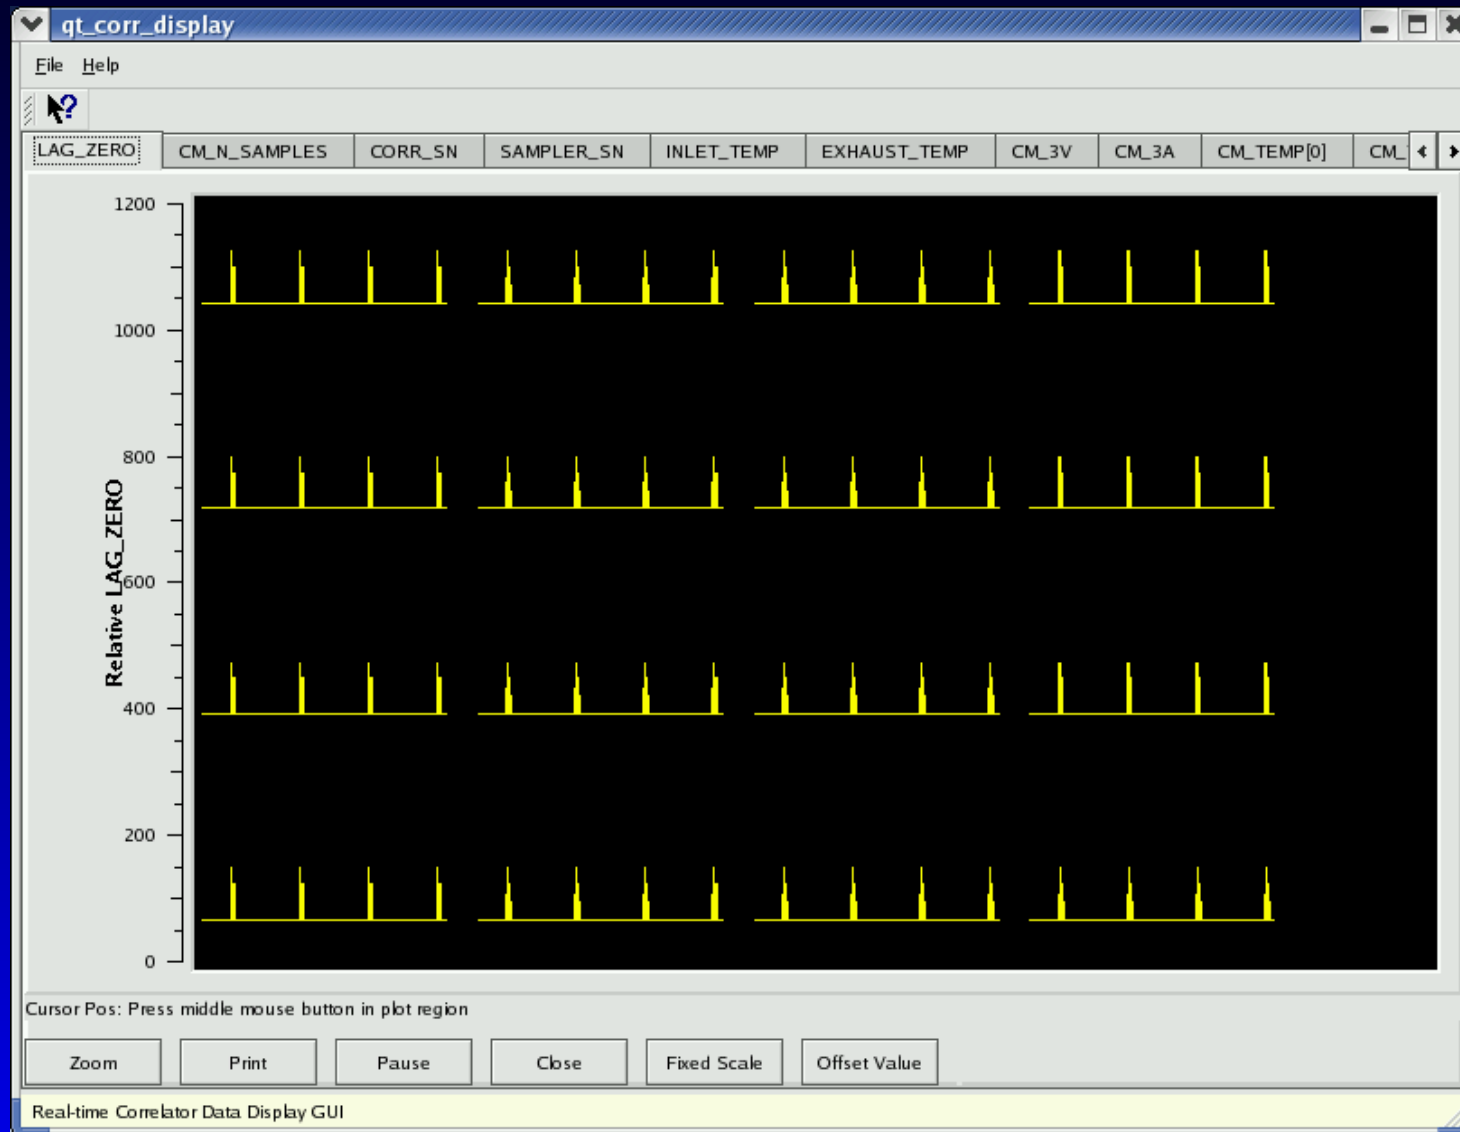 qt_corr_display
File Help
LAG_ZERO CM_N_SAMPLES CORR_SN SAMPLER_SN INLET_TEMP EXHAUST_TEMP CM_3V CM_3A CM_TEMP[0] CM_
1200
1000
800
600
400
200
0
Relative LAG_ZERO
Cursor Pos: Press middle mouse button in plot region
Zoom Print Pause Close Fixed Scale Offset Value
Real-time Correlator Data Display GUI